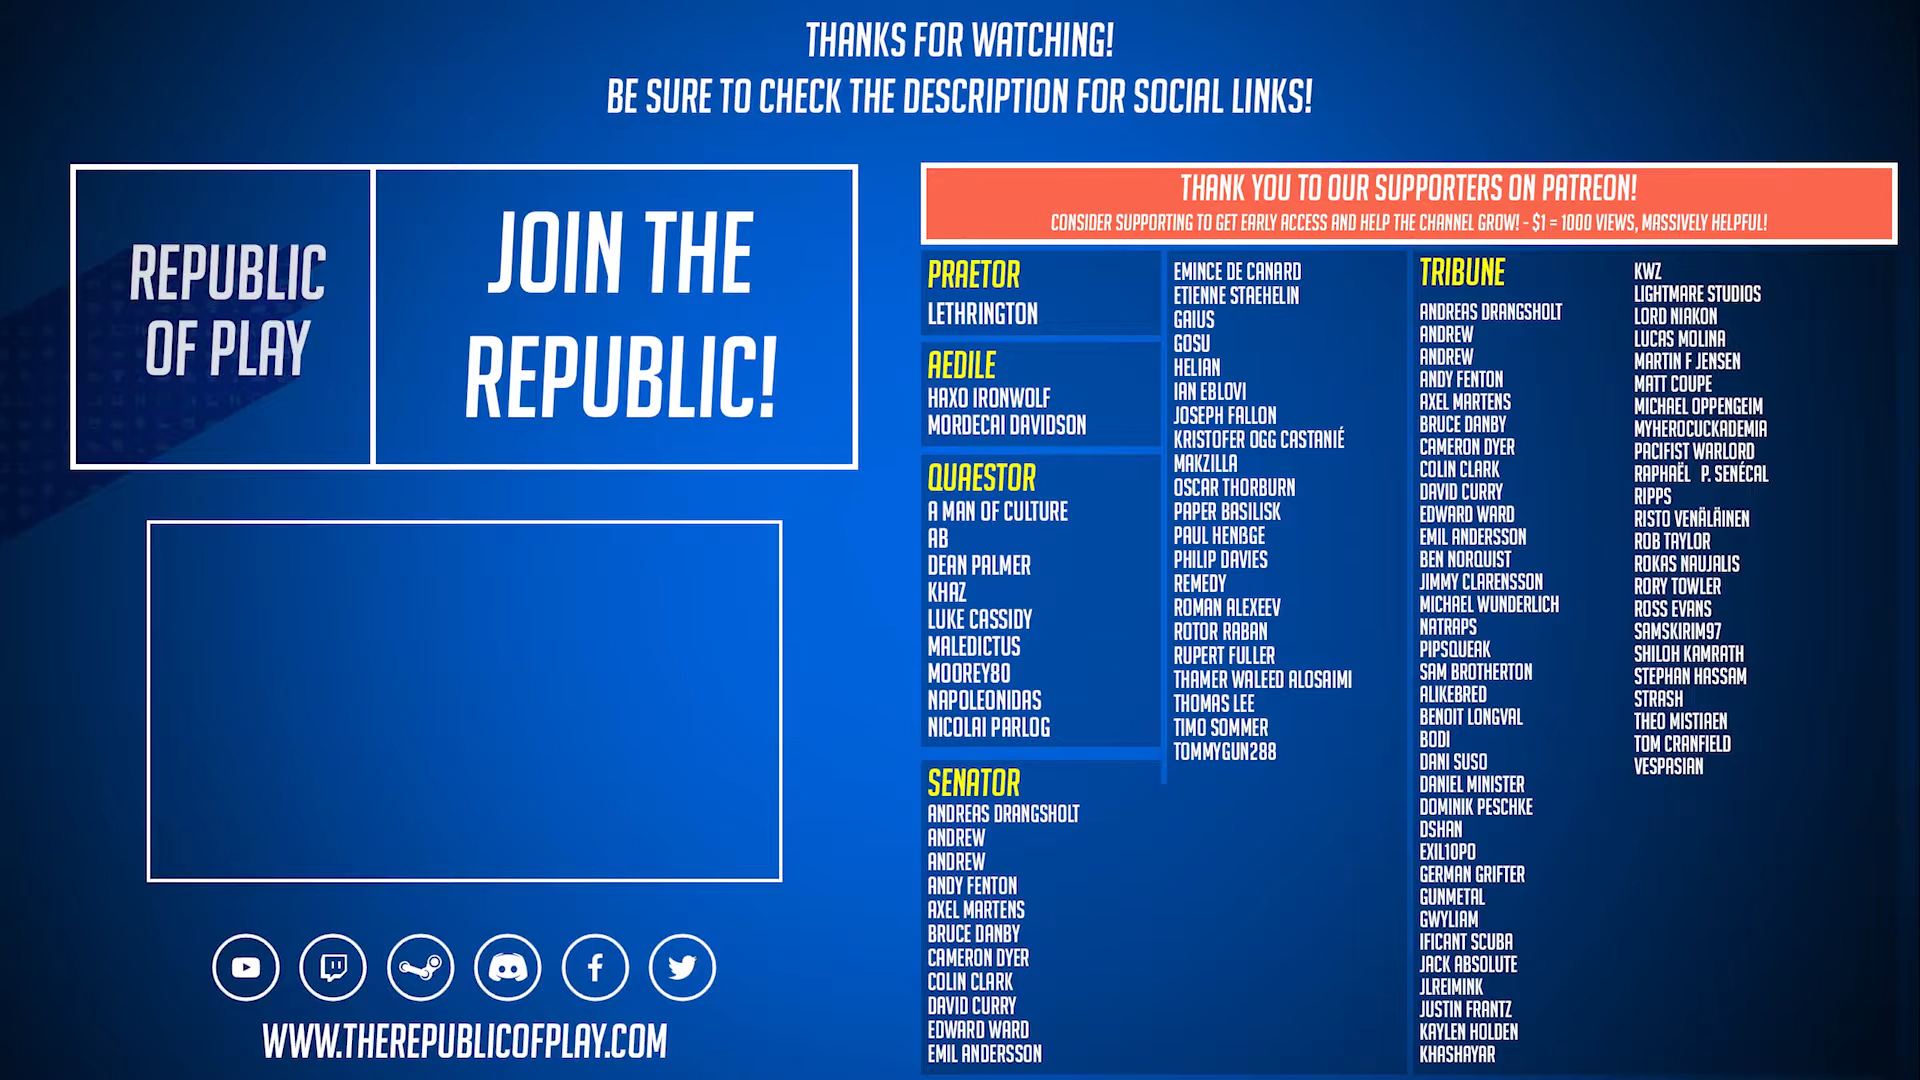 THANKS FOR WATCHING!
BE SURE TO CHECK THE DESCRIPTION FOR SOCIAL LINKS!
REPUBLIC
OF PLAY
JOIN THE
REPUBLIC!
WWW.THEREPUBLICOFPLAY.COM
THANK YOU TO OUR SUPPORTERS ON PATREON!
CONSIDER SUPPORTING TO GET EARLY ACCESS AND HELP THE CHANNEL GROW! - $1 = 1000 VIEWS, MASSIVELY HELPFUL!
PRAETOR
LETHRINGTON
AEDILE
HAXO IRONWOLF
MORDECAI DAVIDSON
QUAESTOR
A MAN OF CULTURE
AB
DEAN PALMER
KHAZ
LUKE CASSIDY
MALEDICTUS
MOOREY80
NAPOLEONIDAS
NICOLAI PARLOG
SENATOR
ANDREAS DRANGSHOLT
ANDREW
ANDREW
ANDY FENTON
AXEL MARTENS
BRUCE DANBY
CAMERON DYER
COLIN CLARK
DAVID CURRY
EDWARD WARD
EMIL ANDERSSON
EMINCE DE CANARD
ETIENNE STAEHELIN
GAIUS
GOSU
HELIAN
IAN EBLOVI
JOSEPH FALLON
KRISTOFER OGG CASTANIÉ
MAKZILLA
OSCAR THORBURN
PAPER BASILISK
PAUL HENßGE
PHILIP DAVIES
REMEDY
ROMAN ALEXEEV
ROTOR RABAN
RUPERT FULLER
THAMER WALEED ALOSAIMI
THOMAS LEE
TIMO SOMMER
TOMMYGUN288
TRIBUNE
ANDREAS DRANGSHOLT
ANDREW
ANDREW
ANDY FENTON
AXEL MARTENS
BRUCE DANBY
CAMERON DYER
COLIN CLARK
DAVID CURRY
EDWARD WARD
EMIL ANDERSSON
BEN NORQUIST
JIMMY CLARENSSON
MICHAEL WUNDERLICH
NATRAPS
PIPSQUEAK
SAM BROTHERTON
ALIKEBRED
BENOIT LONGVAL
BODI
DANI SUSO
DANIEL MINISTER
DOMINIK PESCHKE
DSHAN
EXIL10PO
GERMAN GRIFTER
GUNMETAL
GWYLIAM
IFICANT SCUBA
JACK ABSOLUTE
JLREIMINK
JUSTIN FRANTZ
KAYLEN HOLDEN
KHASHAYAR
KWZ
LIGHTMARE STUDIOS
LORD NIAKON
LUCAS MOLINA
MARTIN F JENSEN
MATT COUPE
MICHAEL OPPENGEIM
MYHEROCUCKADEMIA
PACIFIST WARLORD
RAPHAËL P. SENÉCAL
RIPPS
RISTO VENÄLÄINEN
ROB TAYLOR
ROKAS NAUJALIS
RORY TOWLER
ROSS EVANS
SAMSKIRIM97
SHILOH KAMRATH
STEPHAN HASSAM
STRASH
THEO MISTIAEN
TOM CRANFIELD
VESPASIAN